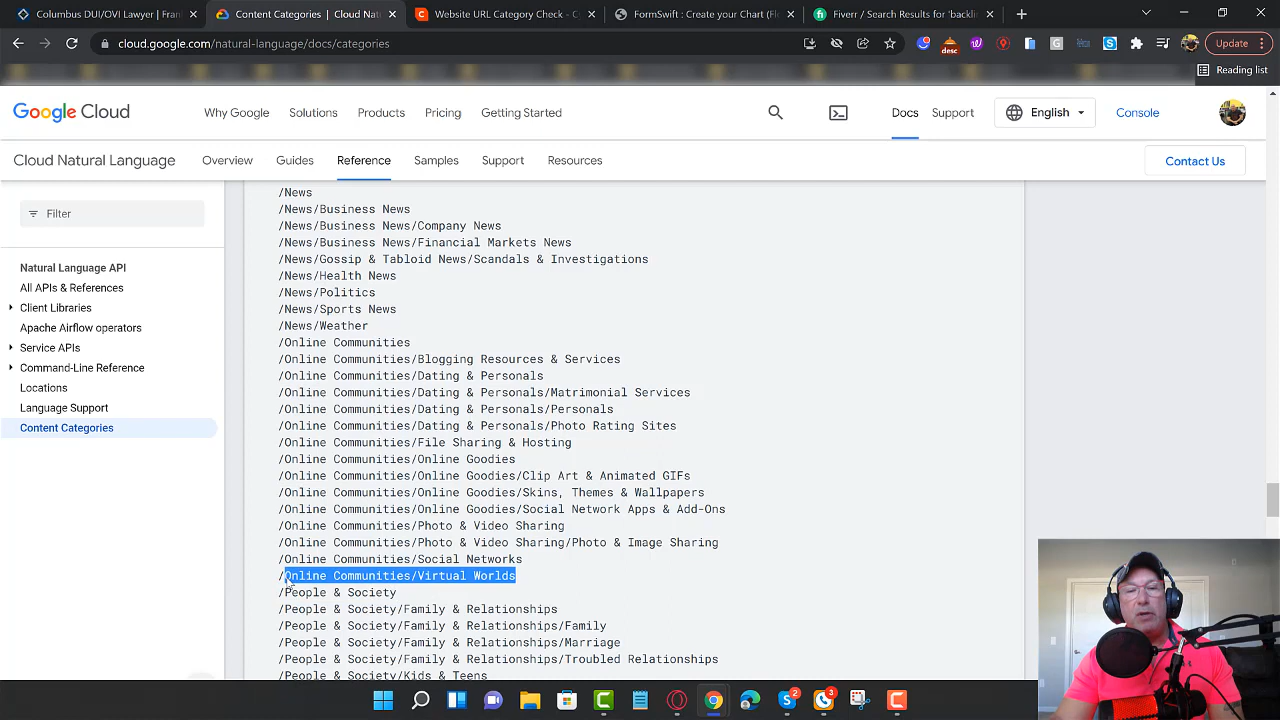 Columbus DUI/OVI Lawyer | Fran
Content Categories | Cloud Nat
Website URL Category Check - C
FormSwift : Create your Chart (Fl
Fiverr / Search Results for 'backli
cloud.google.com/natural-language/docs/categories
desc
Update
Reading list
Google Cloud
Why Google
Solutions
Products
Pricing
Getting Started
Docs
Support
English
Console
Cloud Natural Language
Overview
Guides
Reference
Samples
Support
Resources
Contact Us
Filter
Natural Language API
All APIs & References
Client Libraries
Apache Airflow operators
Service APIs
Command-Line Reference
Locations
Language Support
Content Categories
/News
/News/Business News
/News/Business News/Company News
/News/Business News/Financial Markets News
/News/Gossip & Tabloid News/Scandals & Investigations
/News/Health News
/News/Politics
/News/Sports News
/News/Weather
/Online Communities
/Online Communities/Blogging Resources & Services
/Online Communities/Dating & Personals
/Online Communities/Dating & Personals/Matrimonial Services
/Online Communities/Dating & Personals/Personals
/Online Communities/Dating & Personals/Photo Rating Sites
/Online Communities/File Sharing & Hosting
/Online Communities/Online Goodies
/Online Communities/Online Goodies/Clip Art & Animated GIFs
/Online Communities/Online Goodies/Skins, Themes & Wallpapers
/Online Communities/Online Goodies/Social Network Apps & Add-Ons
/Online Communities/Photo & Video Sharing
/Online Communities/Photo & Video Sharing/Photo & Image Sharing
/Online Communities/Social Networks
/Online Communities/Virtual Worlds
/People & Society
/People & Society/Family & Relationships
/People & Society/Family & Relationships/Family
/People & Society/Family & Relationships/Marriage
/People & Society/Family & Relationships/Troubled Relationships
/People & Society/Kids & Teens
2
3